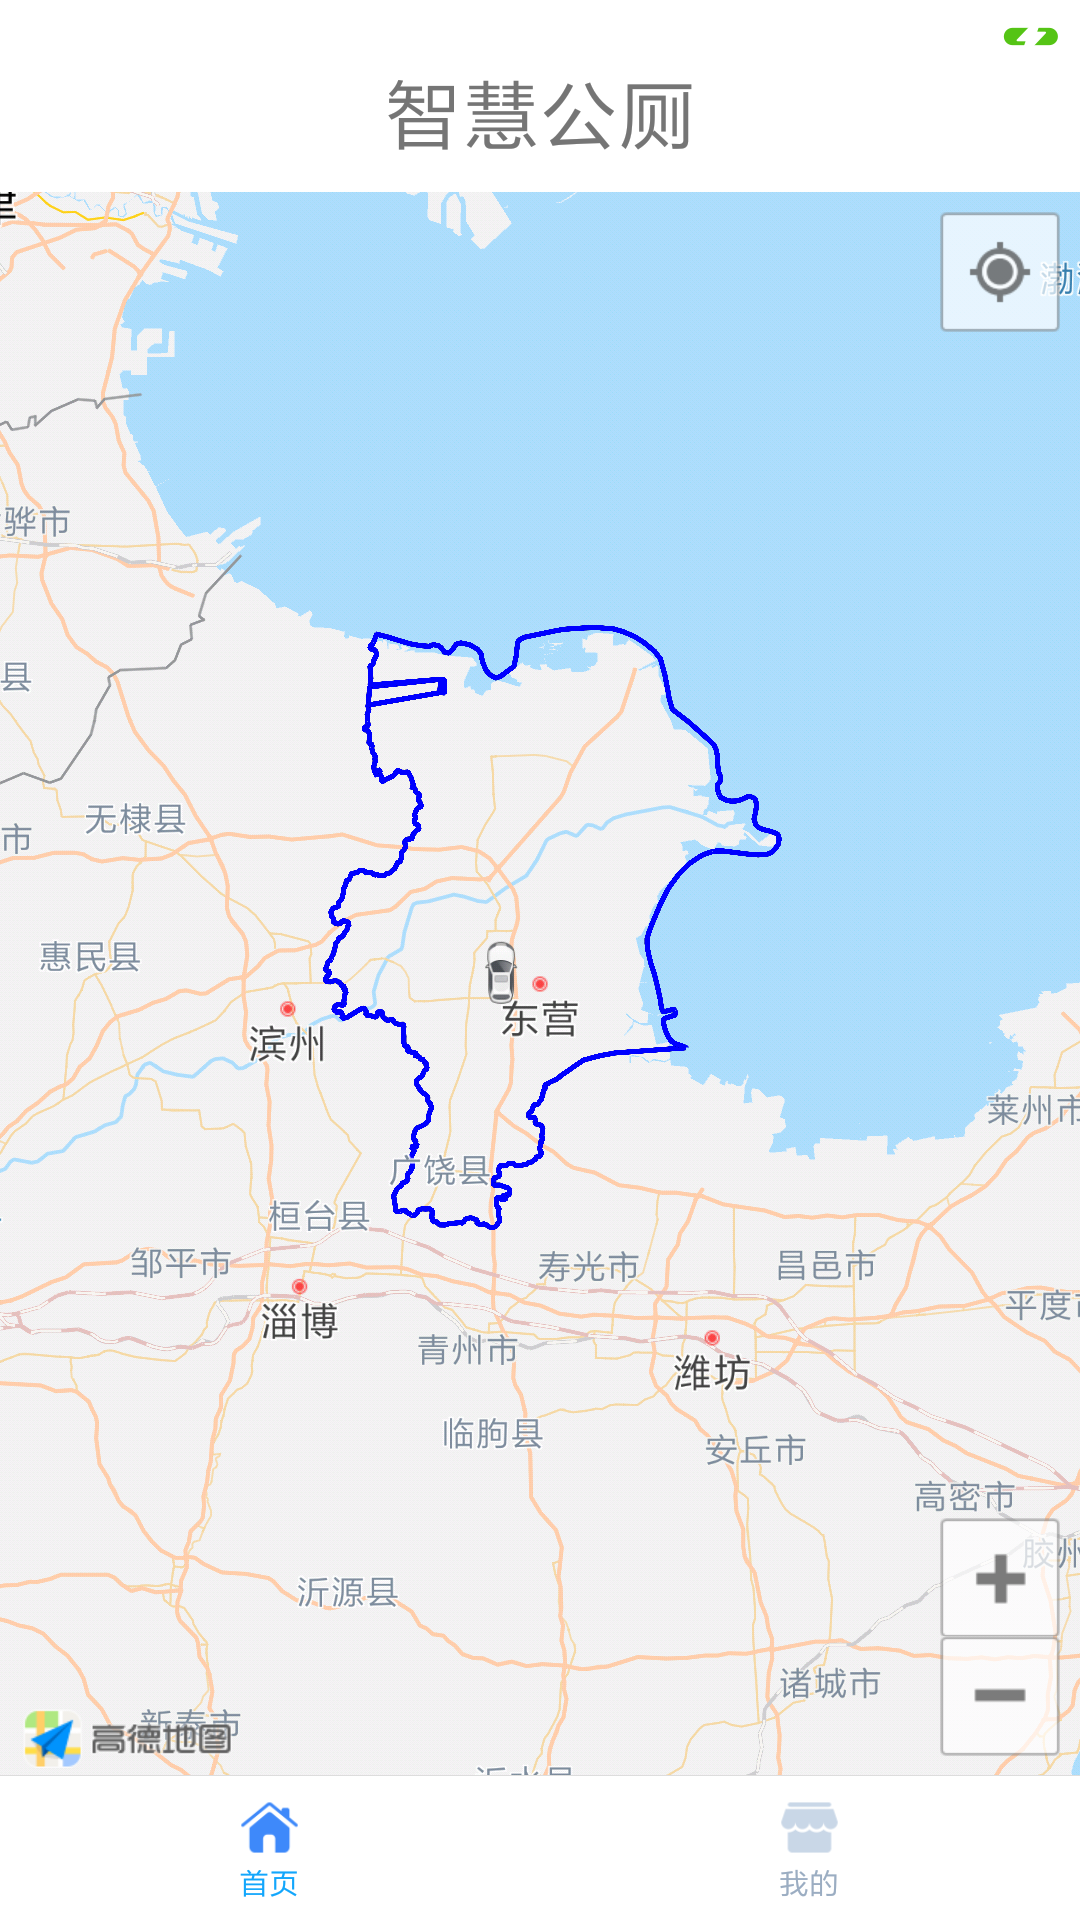 智慧公厕
渤
骅市
县
无棣县
市
惠民县
东营
滨州
莱州市
广饶县
桓台县
邹平市
寿光市
昌邑市
平度
淄博
青州市
潍坊
临朐县
安丘市
高密市
胶州
沂源县
诸城市
新泰市
高德地图
沂水县
首页
我的